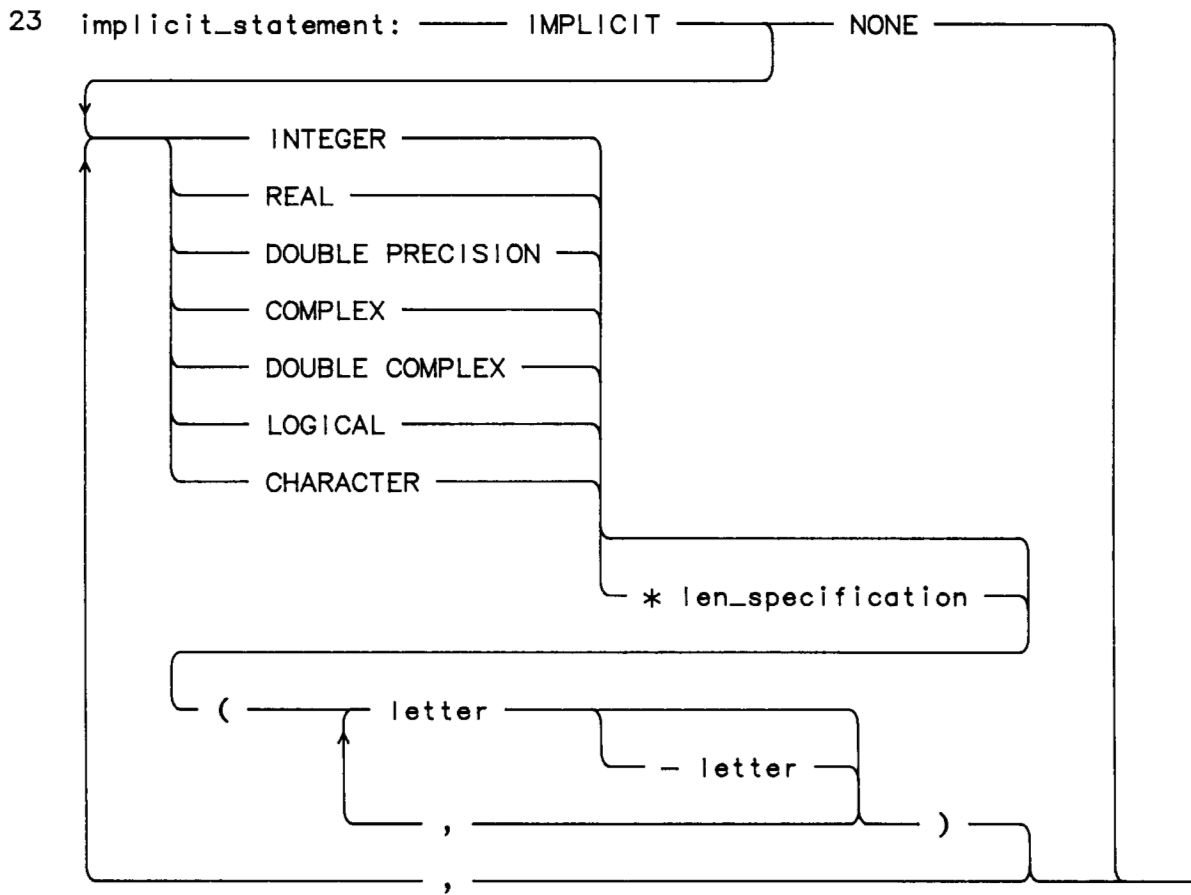 23 implicit_statement: IMPLICIT NONE
INTEGER
REAL
DOUBLE PRECISION
COMPLEX
DOUBLE COMPLEX
LOGICAL
CHARACTER
* len_specification
( letter
– letter
, )
,